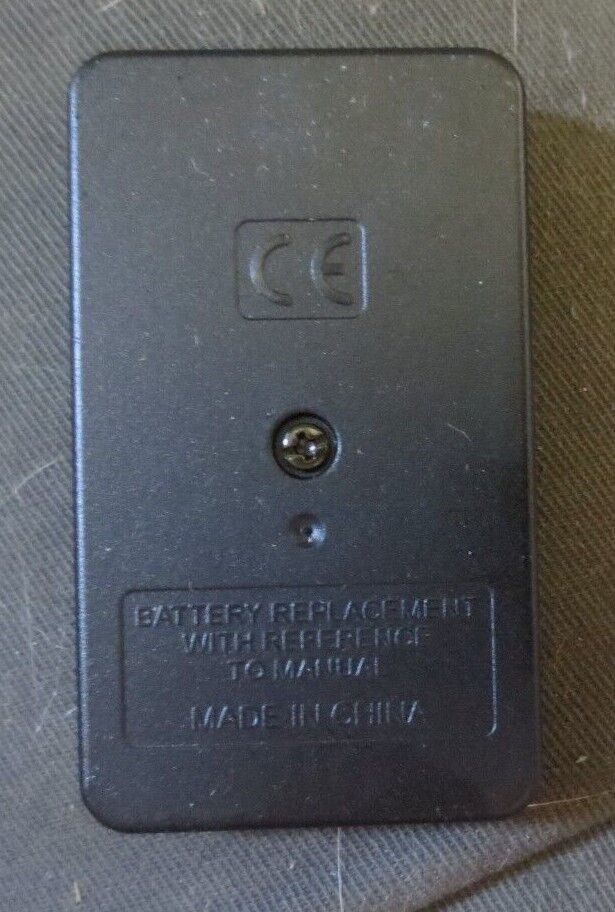 CE
BATTERY REPLACEMENT
WITH REFERENCE
TO MANUAL
MADE IN CHINA